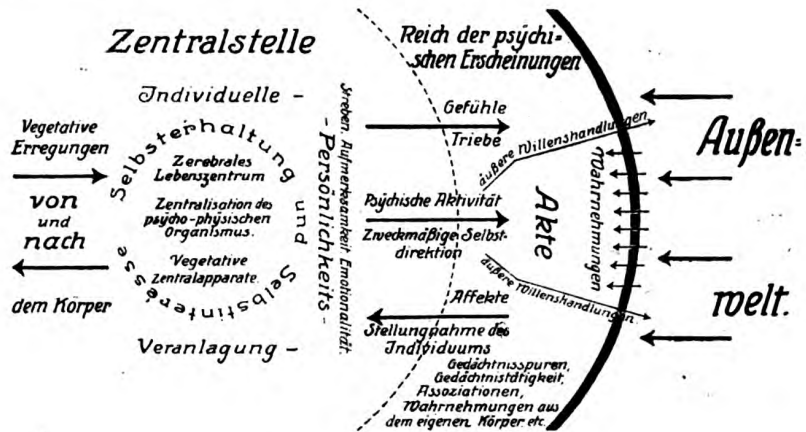 Zentralstelle
Individuelle -
Vegetative
Erregungen
von
und
nach
dem Körper
Selbsterhaltung und Selbstinteresse
Zerebrales
Lebenszentrum
Zentralisation des
psycho-physischen
Organismus.
Vegetative
Zentralapparate.
Veranlagung -
- Persönlichkeits -
Streben. Aufmerksamkeit. Emotionalität.
Reich der psychi=
schen Erscheinungen
Gefühle
Triebe
Psychische Aktivität
Zweckmäßige Selbst-
direktion
Affekte
Stellungnahme des
Individuums
äußere Willenshandlungen
Akte
Wahrnehmungen
äußere Willenshandlungen.
Gedächtnisspuren,
Gedächtnistätigkeit,
Assoziationen,
Wahrnehmungen aus
dem eigenen Körper etc.
Außen=
welt.